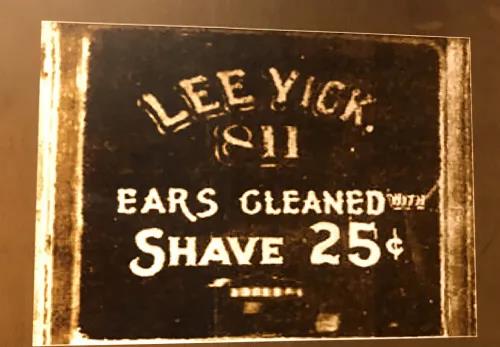 LEE YICK.
811
EARS CLEANED WITH
SHAVE 25¢